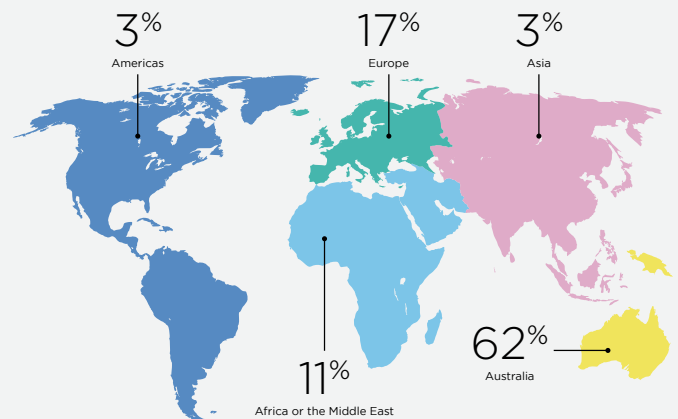 3%
Americas
17%
Europe
3%
Asia
62%
Australia
11%
Africa or the Middle East